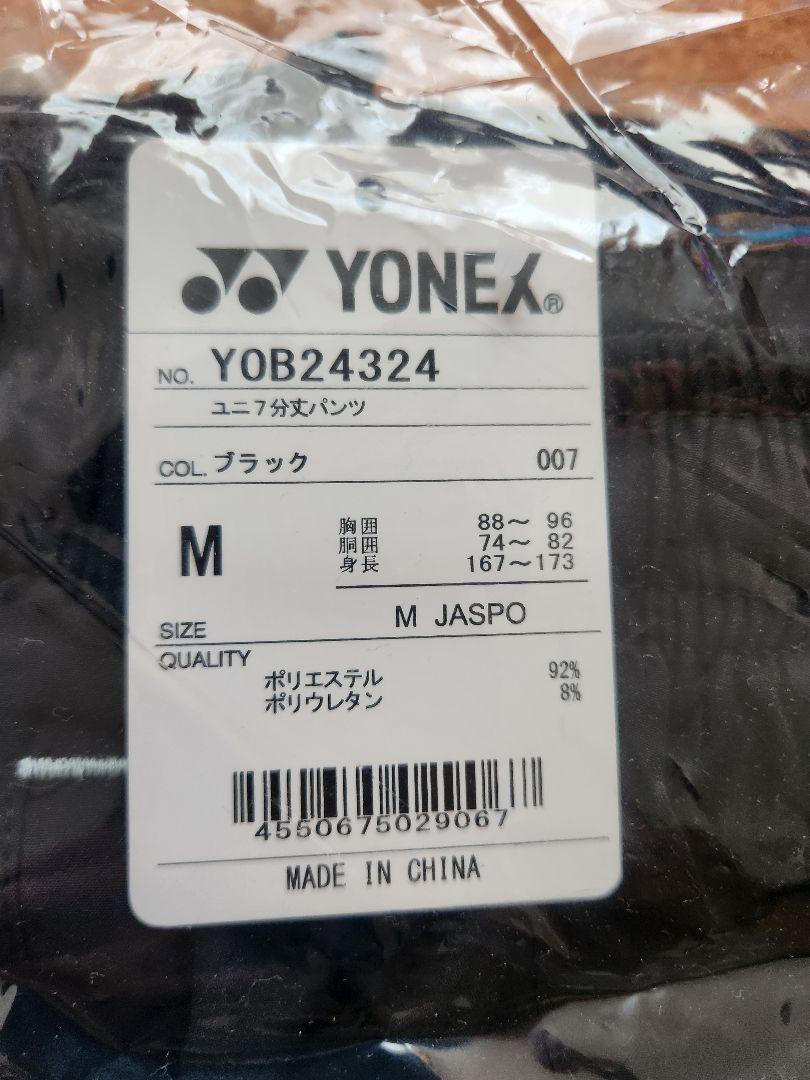 YONEX®
NO. YOB24324
ユニ7分丈パンツ
COL. ブラック 007
M
胸囲 88〜 96
胴囲 74〜 82
身長 167〜173
SIZE M JASPO
QUALITY
ポリエステル 92%
ポリウレタン 8%
4550675029067
MADE IN CHINA